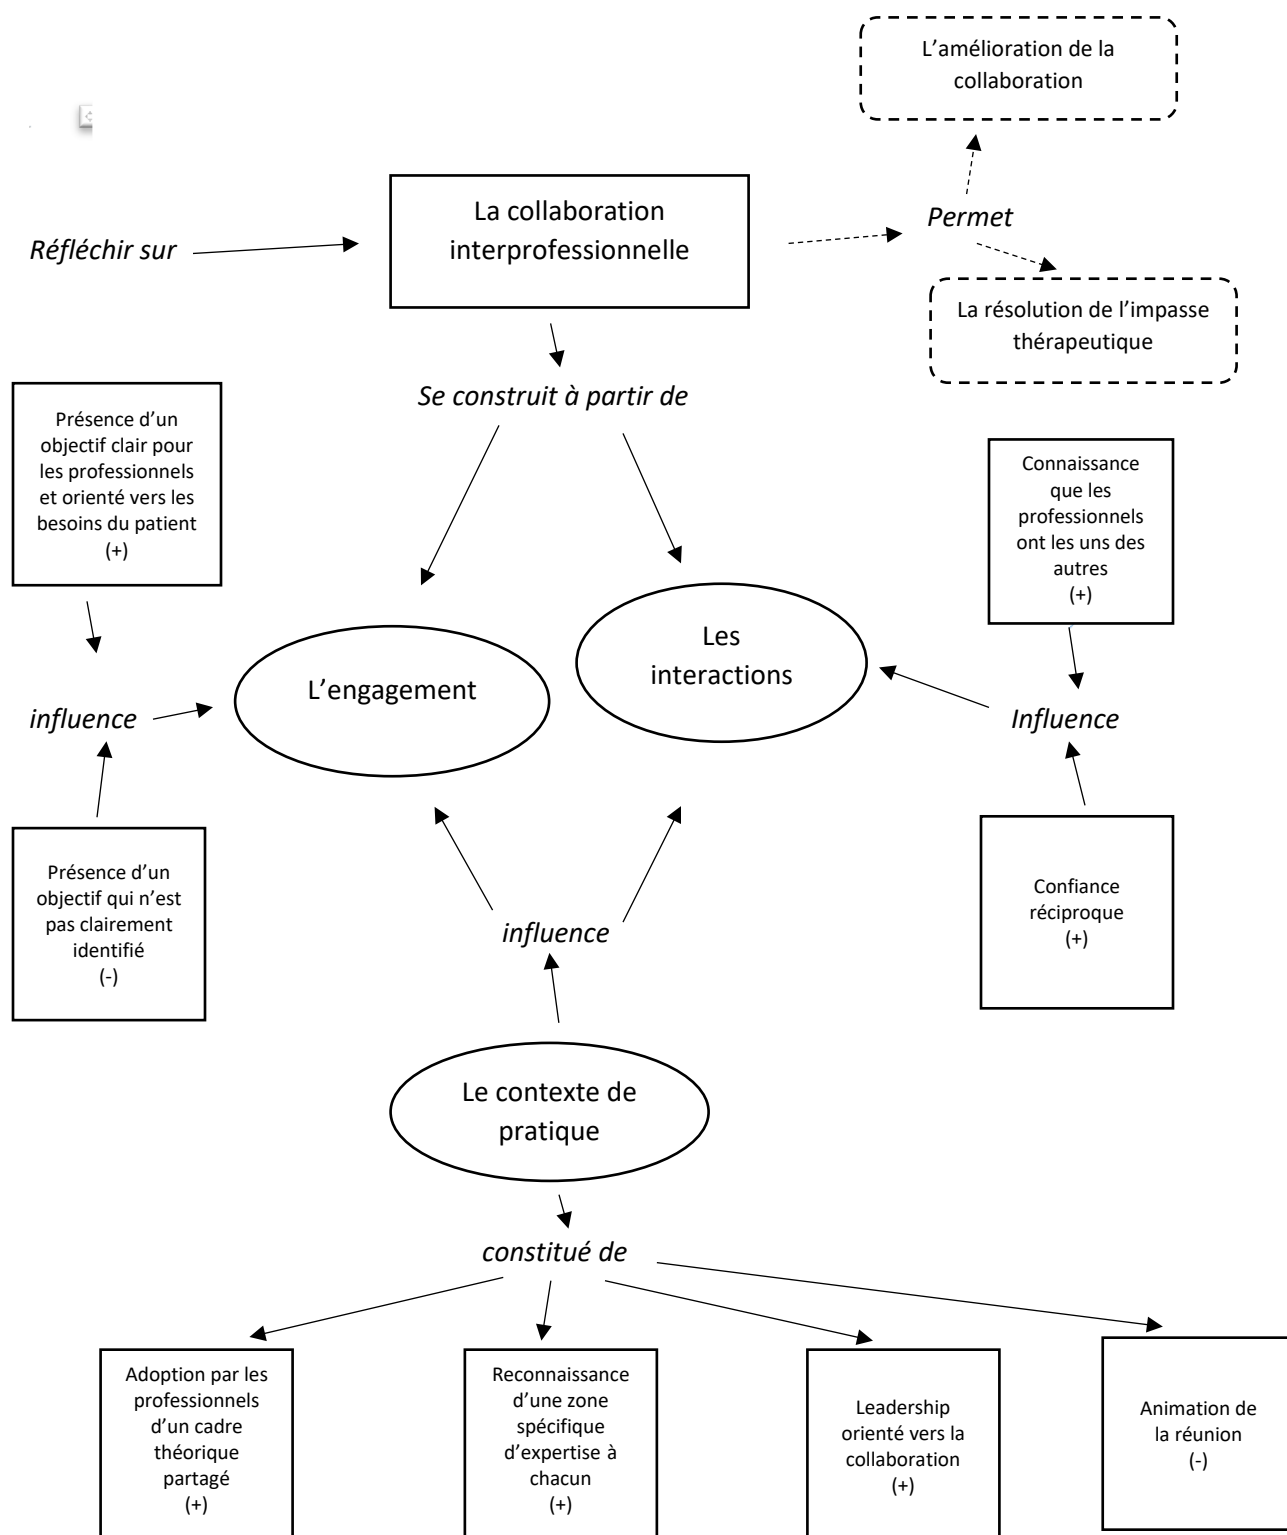 L'amélioration de la
collaboration
La collaboration
interprofessionnelle
Réfléchir sur
Permet
La résolution de l'impasse
thérapeutique
Se construit à partir de
Présence d'un
objectif clair pour
les professionnels
et orienté vers les
besoins du patient
(+)
Connaissance
que les
professionnels
ont les uns des
autres
(+)
Les
interactions
L'engagement
influence
Influence
Présence d'un
objectif qui n'est
pas clairement
identifié
(-)
Confiance
réciproque
(+)
influence
Le contexte de
pratique
constitué de
Adoption par les
professionnels
d'un cadre
théorique
partagé
(+)
Reconnaissance
d'une zone
spécifique
d'expertise à
chacun
(+)
Leadership
orienté vers la
collaboration
(+)
Animation de
la réunion
(-)